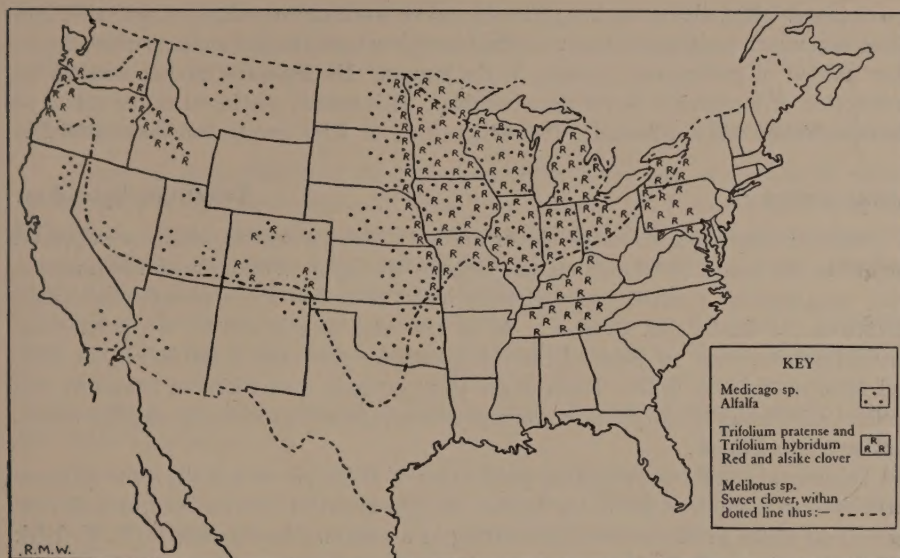 KEY
Medicago sp.
Alfalfa
Trifolium pratense and
Trifolium hybridum
Red and alsike clover
R
R R
Melilotus sp.
Sweet clover, within
dotted line thus:—
R.M.W.